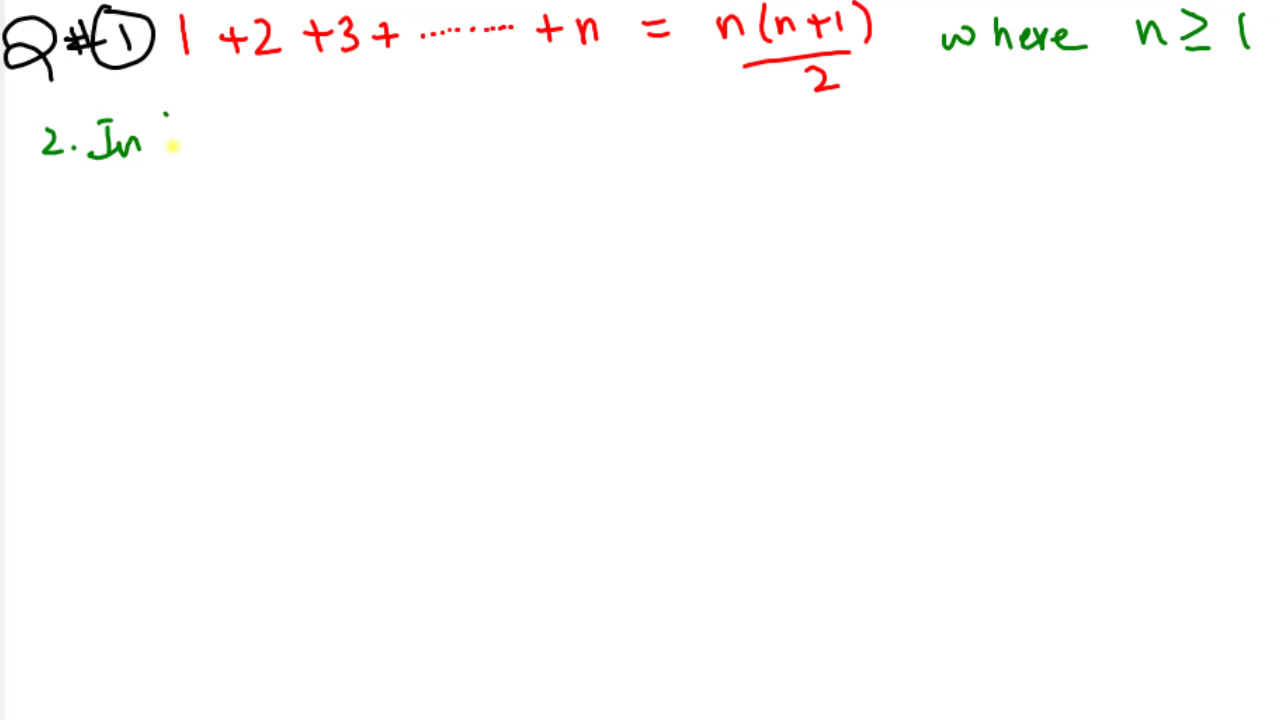 Q#① 1 +2 +3+ ......... +n = n(n+1)/2 where n ≥ 1
2. In